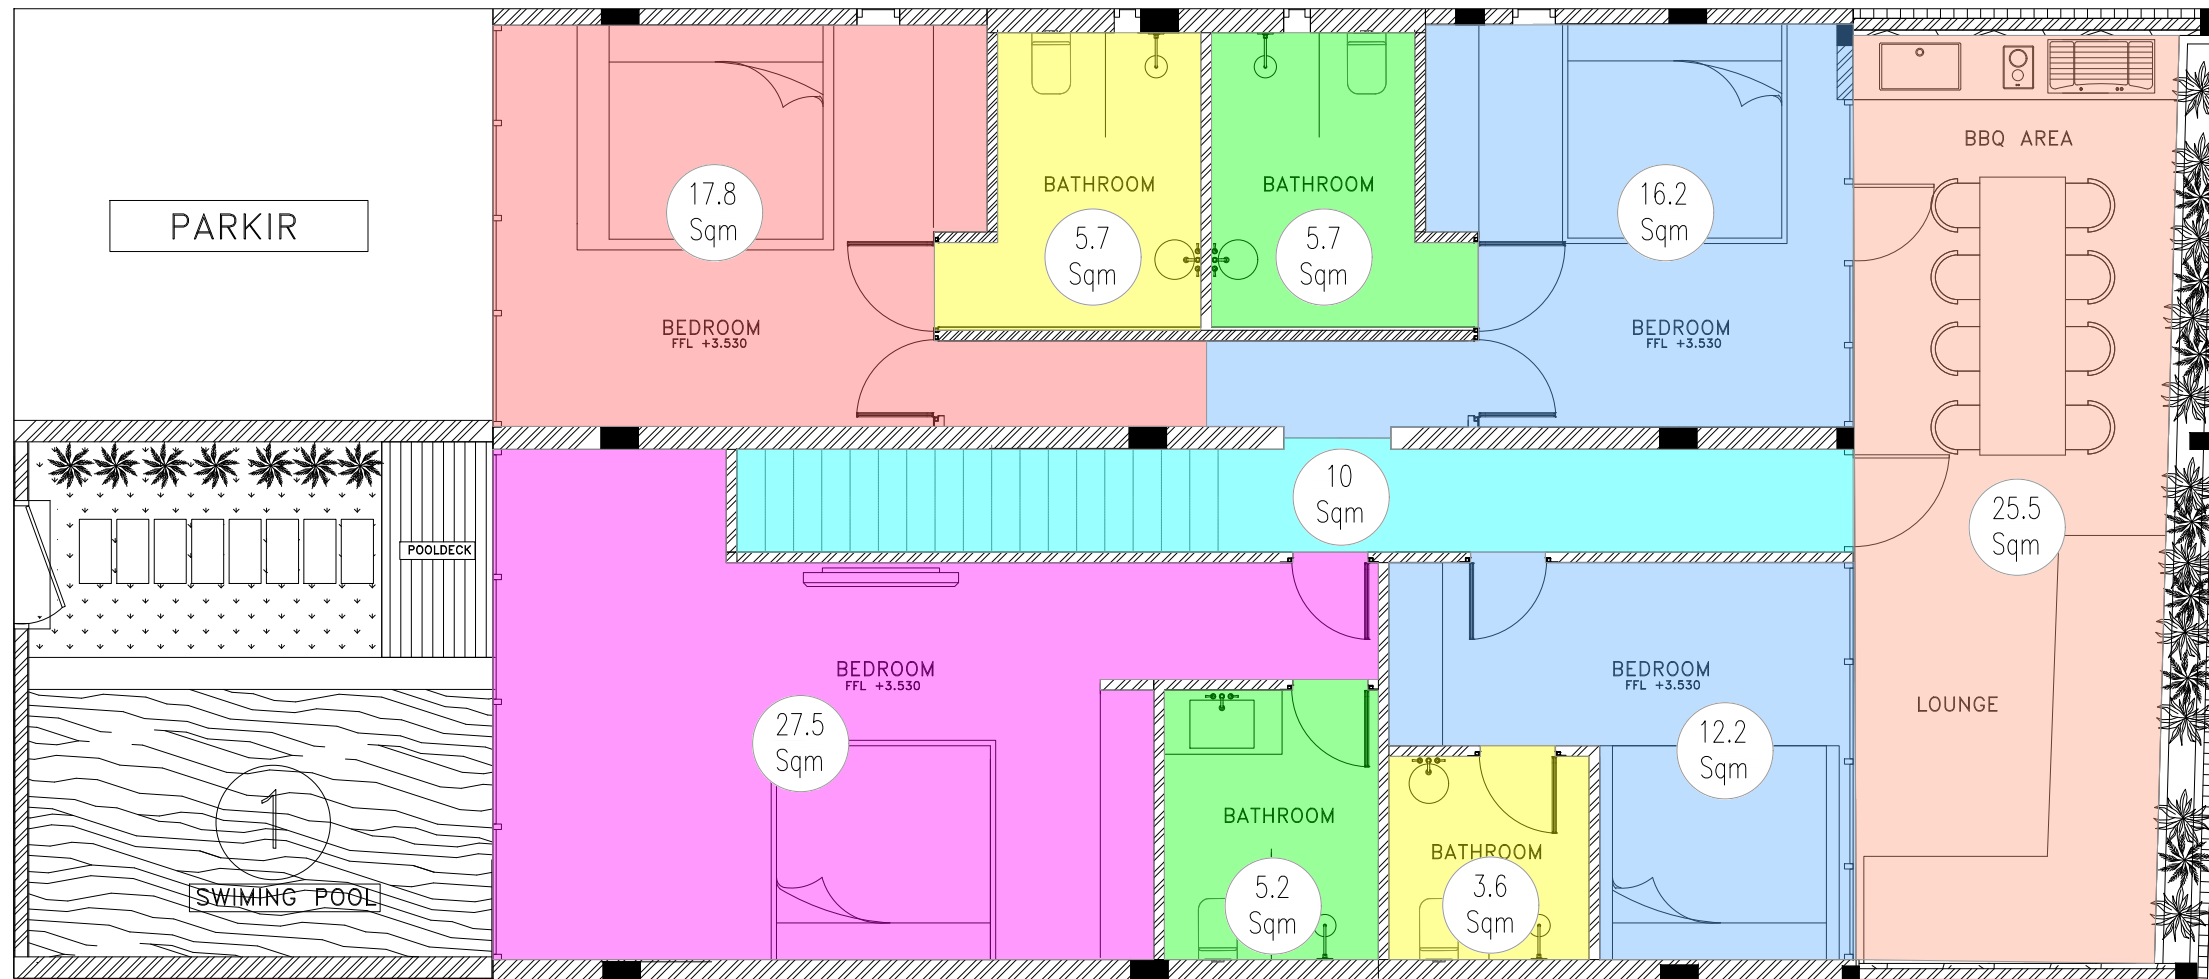 BBQ AREA
PARKIR
17.8
Sqm
BATHROOM
5.7
Sqm
BATHROOM
5.7
Sqm
16.2
Sqm
BEDROOM
FFL +3.530
BEDROOM
FFL +3.530
10
Sqm
25.5
Sqm
POOLDECK
BEDROOM
FFL +3.530
BEDROOM
FFL +3.530
LOUNGE
27.5
Sqm
12.2
Sqm
1
SWIMING POOL
BATHROOM
5.2
Sqm
BATHROOM
3.6
Sqm